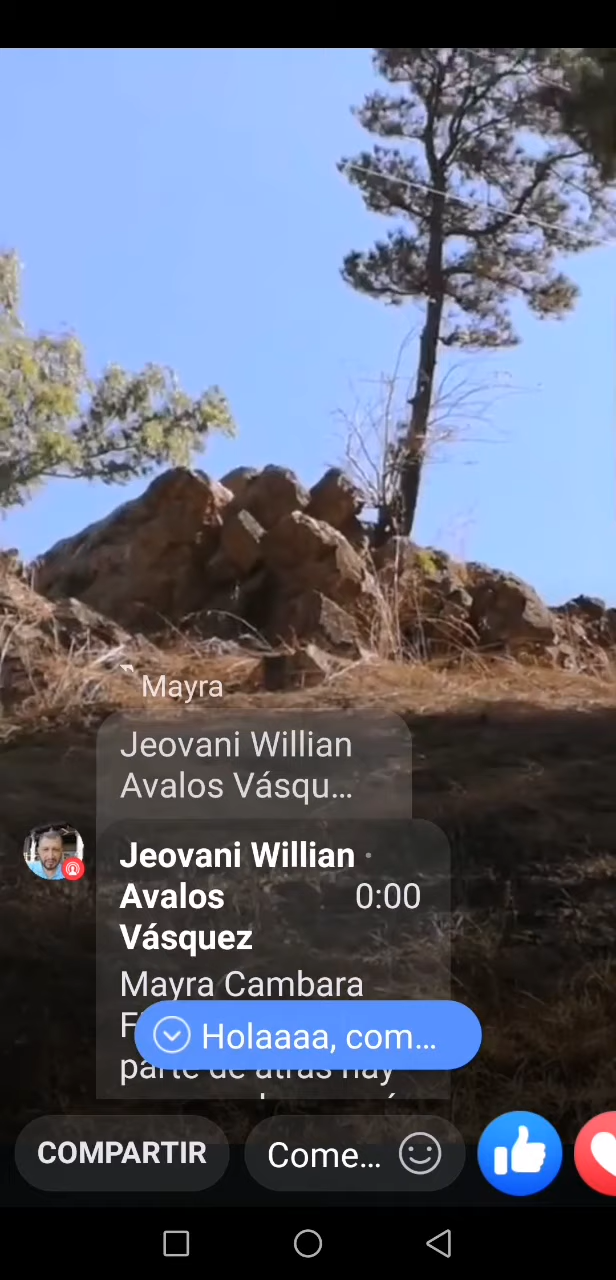 Mayra
Jeovani Willian
Avalos Vásqu...
Jeovani Willian ·
Avalos 0:00
Vásquez
Mayra Cambara
Holaaaa, com...
parte de atrás hay
COMPARTIR Come...